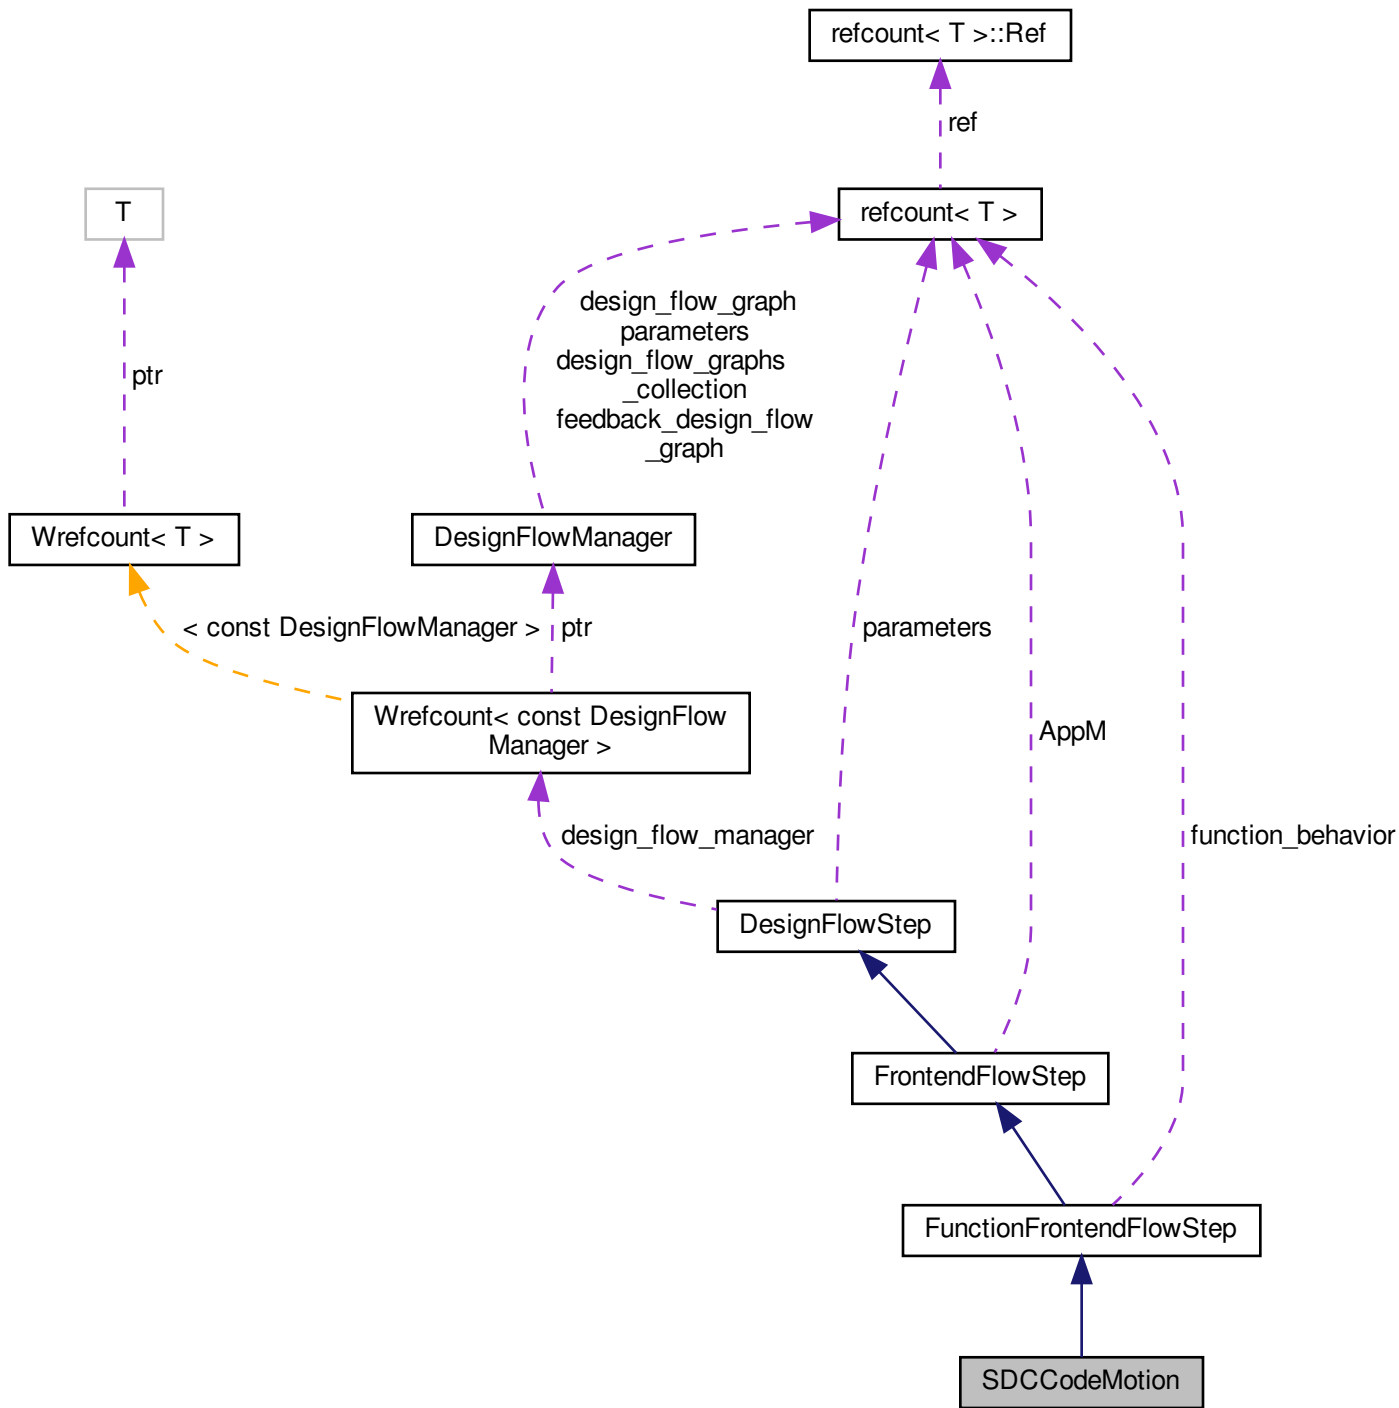 refcount< T >::Ref
ref
T
refcount< T >
design_flow_graph
parameters
design_flow_graphs
_collection
feedback_design_flow
_graph
ptr
Wrefcount< T >
DesignFlowManager
< const DesignFlowManager >
ptr
parameters
Wrefcount< const DesignFlow
Manager >
AppM
design_flow_manager
function_behavior
DesignFlowStep
FrontendFlowStep
FunctionFrontendFlowStep
SDCCodeMotion